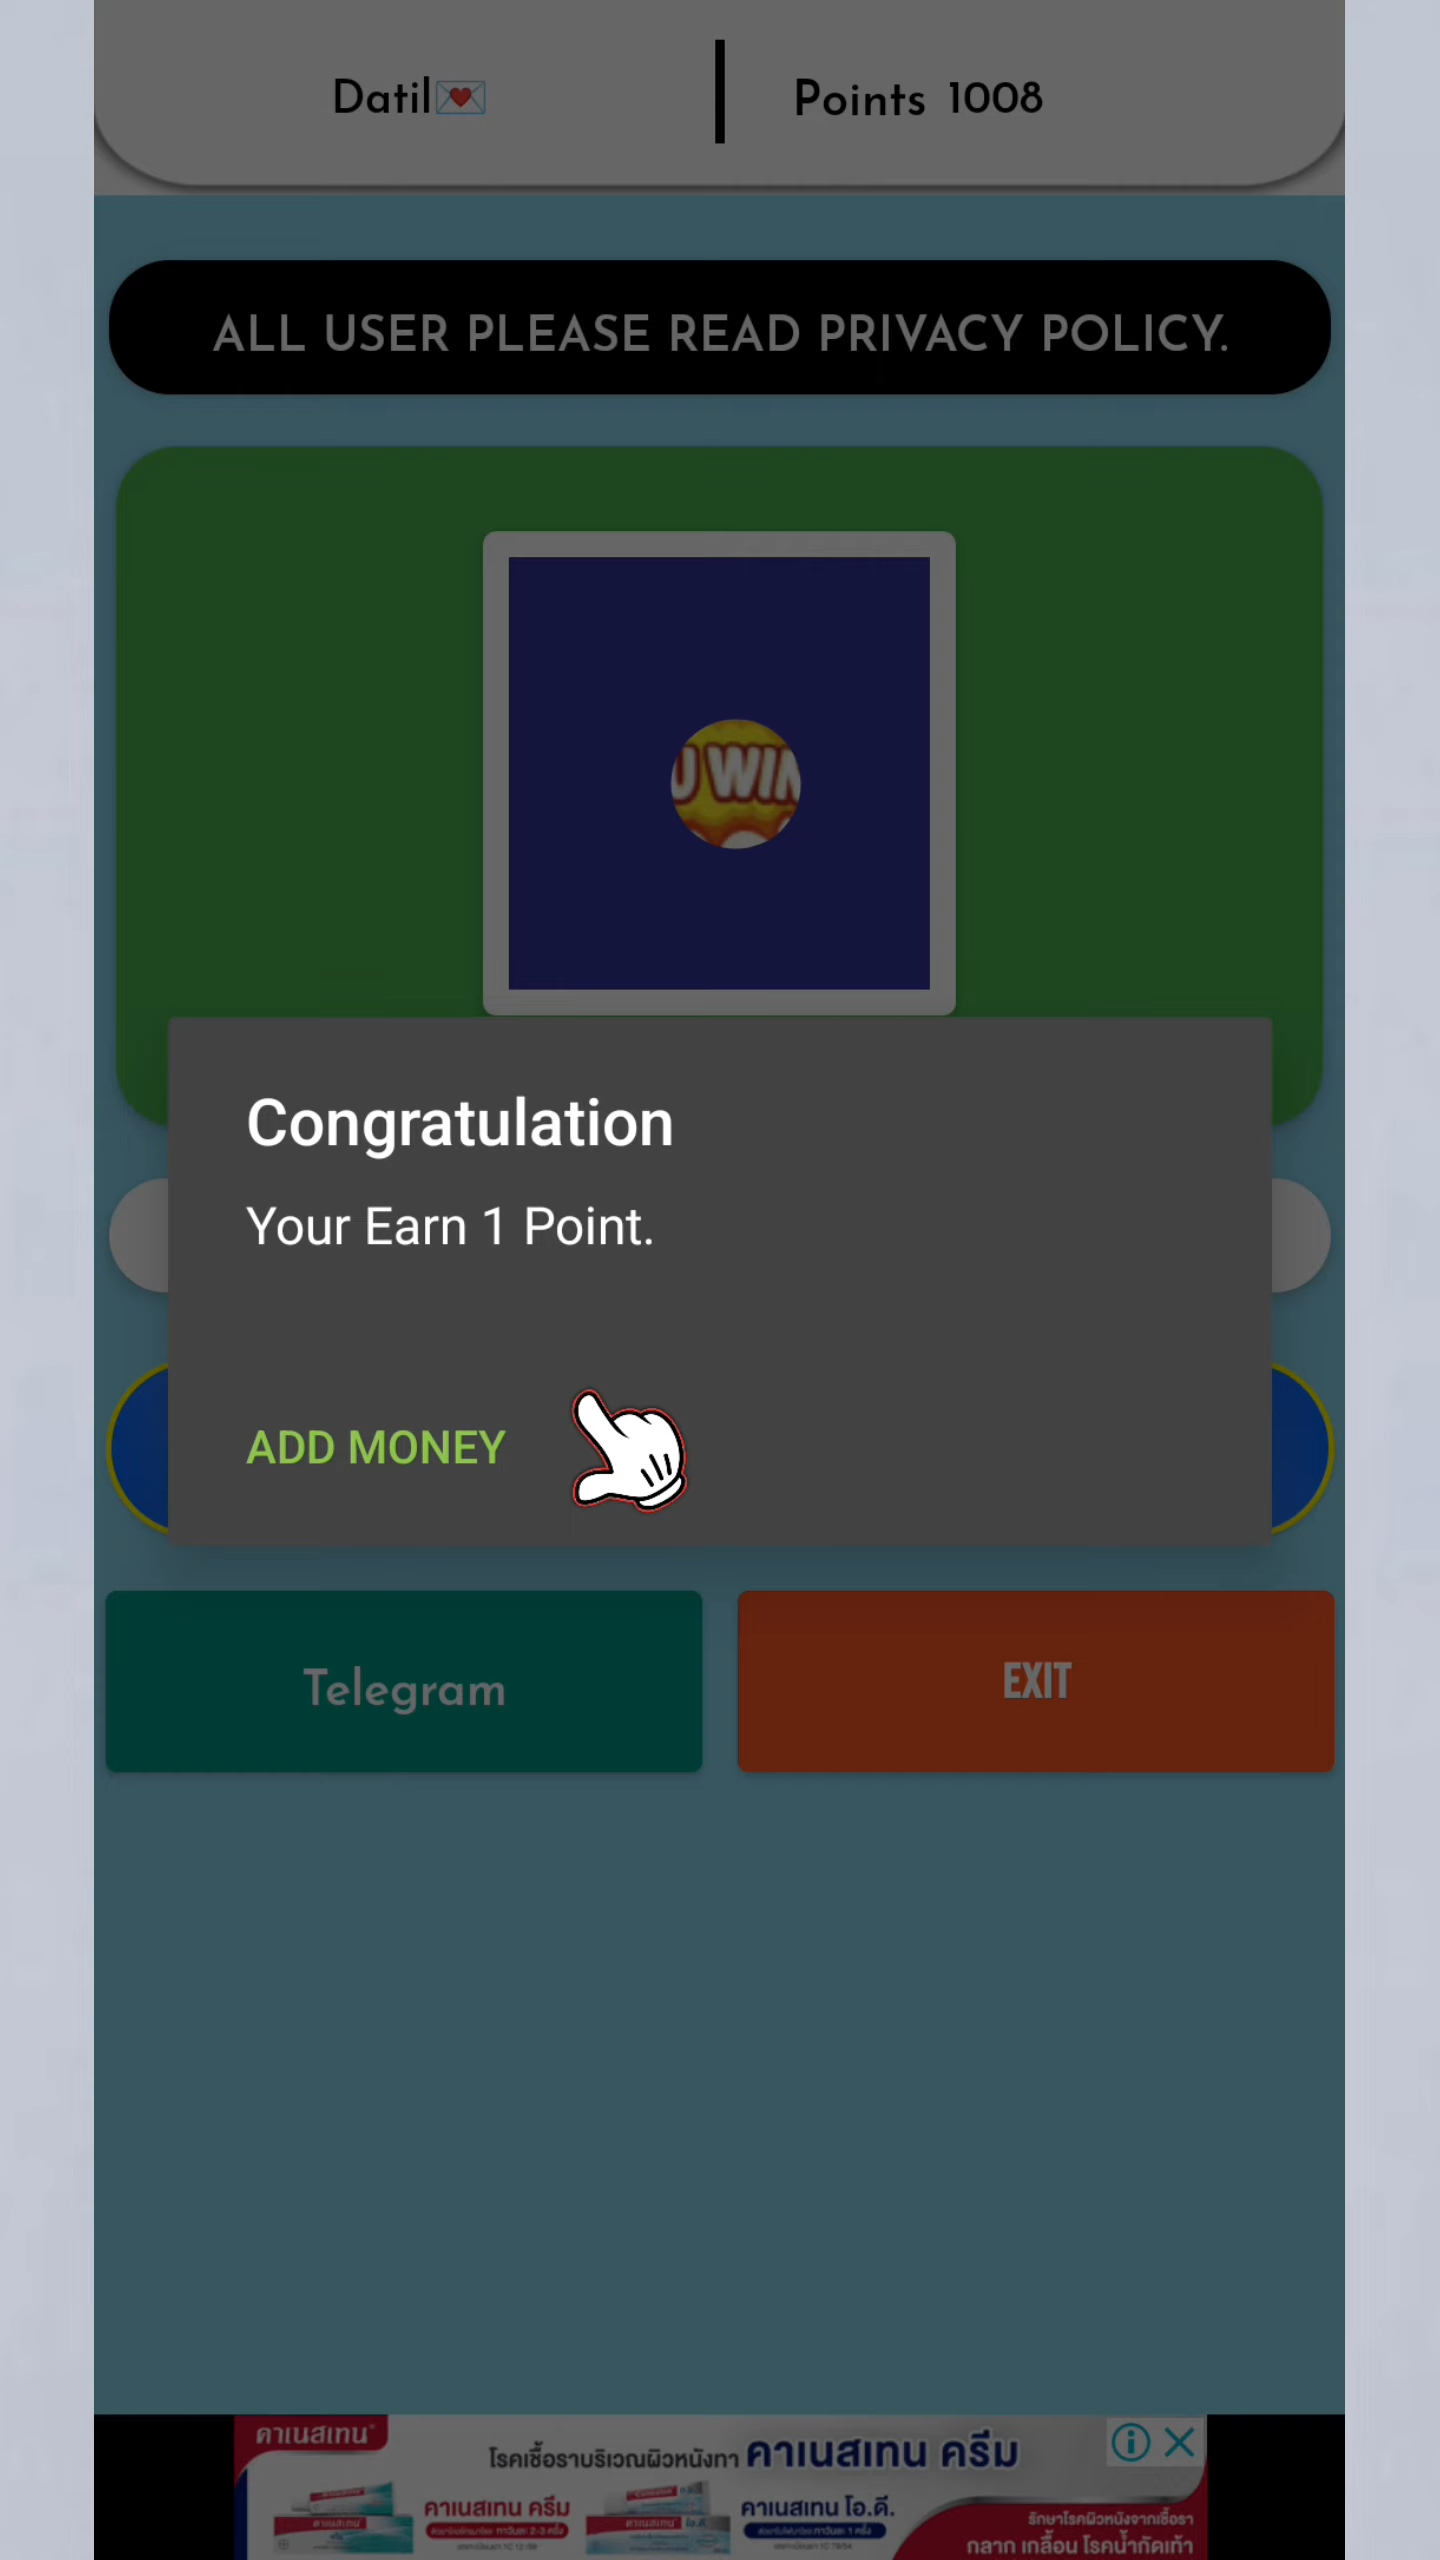 Datil💌
Points 1008
ALL USER PLEASE READ PRIVACY POLICY.
U WIN
Congratulation
Your Earn 1 Point.
ADD MONEY
Telegram
EXIT
คาเนสเทน
โรคเชื้อราบริเวณผิวหนังทา คาเนสเทน ครีม
คาเนสเทน ครีม
คาเนสเทน โอ.ดี.
รักษาโรคผิวหนังจากเชื้อรา
กลาก เกลื้อน โรคน้ำกัดเท้า